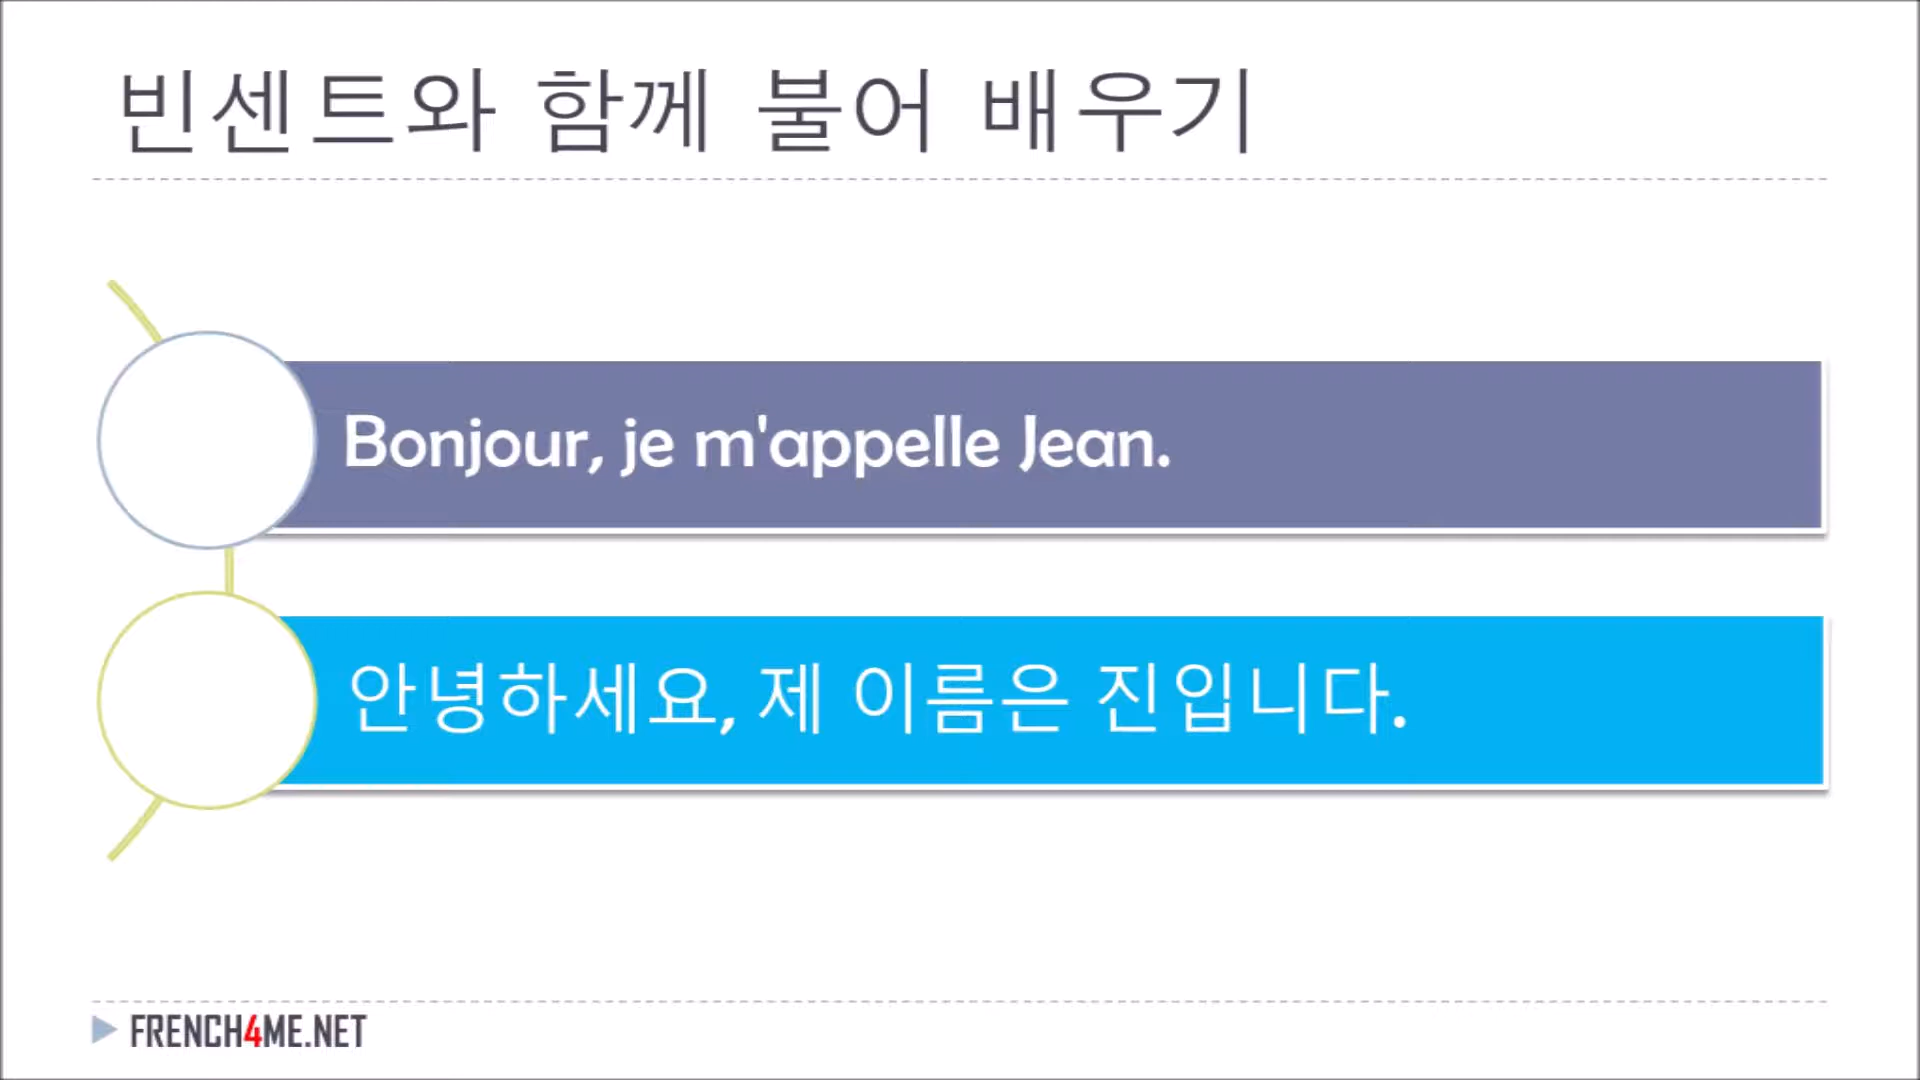 빈센트와 함께 불어 배우기
Bonjour, je m'appelle Jean.
안녕하세요, 제 이름은 진입니다.
FRENCH4ME.NET